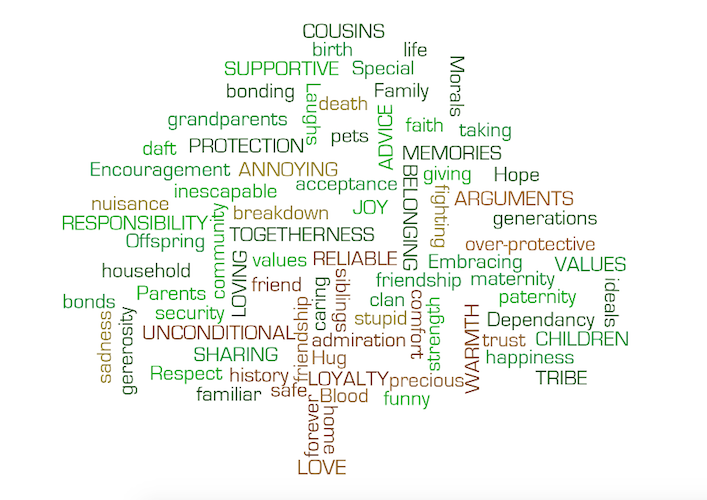 COUSINS
birth
life
SUPPORTIVE
Special
Morals
bonding
Laughs
death
Family
grandparents
pets
ADVICE
faith
taking
daft
PROTECTION
MEMORIES
Encouragement
ANNOYING
acceptance
BELONGING
giving
Hope
inescapable
fighting
ARGUMENTS
nuisance
breakdown
JOY
generations
RESPONSIBILITY
community
TOGETHERNESS
Offspring
over-protective
household
LOVING
values
RELIABLE
Embracing
VALUES
friend
siblings
friendship
maternity
bonds
Parents
caring
clan
comfort
paternity
ideals
sadness
gererosity
security
friendship
stupid
strength
WARMTH
Dependancy
UNCONDITIONAL
admiration
trust
CHILDREN
SHARING
Hug
happiness
Respect
history
LOYALTY
precious
TRIBE
familiar
safe
Blood
funny
forever
home
LOVE